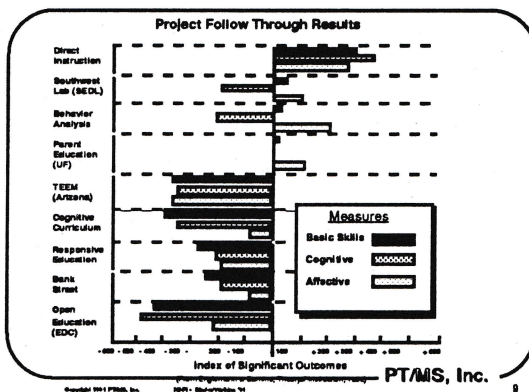 Project Follow Through Results
Direct
Instruction
Southwest
Lab (SEDL)
Behavior
Analysis
Parent
Education
(UF)
TEEM
(Arizona)
Cognitive
Curriculum
Responsive
Education
Bank
Street
Open
Education
(EDC)
Measures
Basic Skills
Cognitive
Affective
Index of Significant Outcomes
PT/MS, Inc.